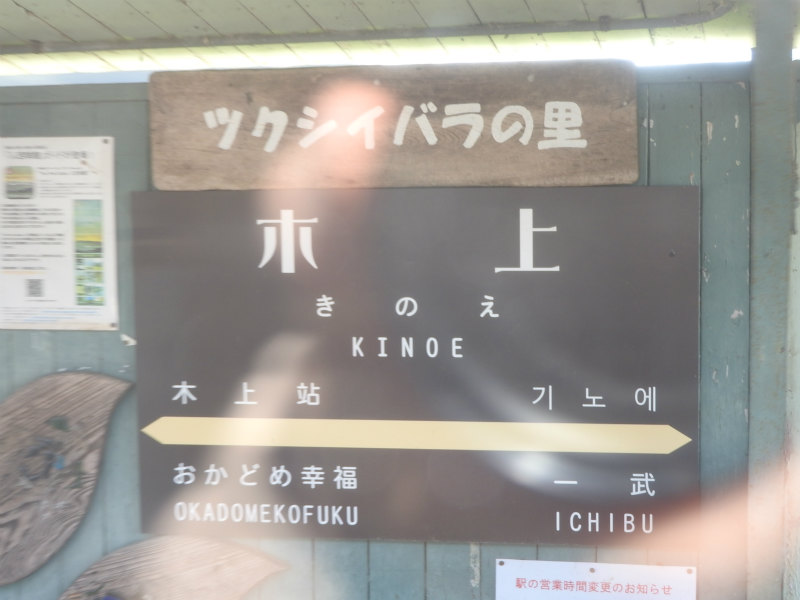 ツクシイバラの里
木上
きのえ
KINOE
木上站 기노에
おかどめ幸福 一武
OKADOMEKOFUKU ICHIBU
駅の営業時間変更のお知らせ